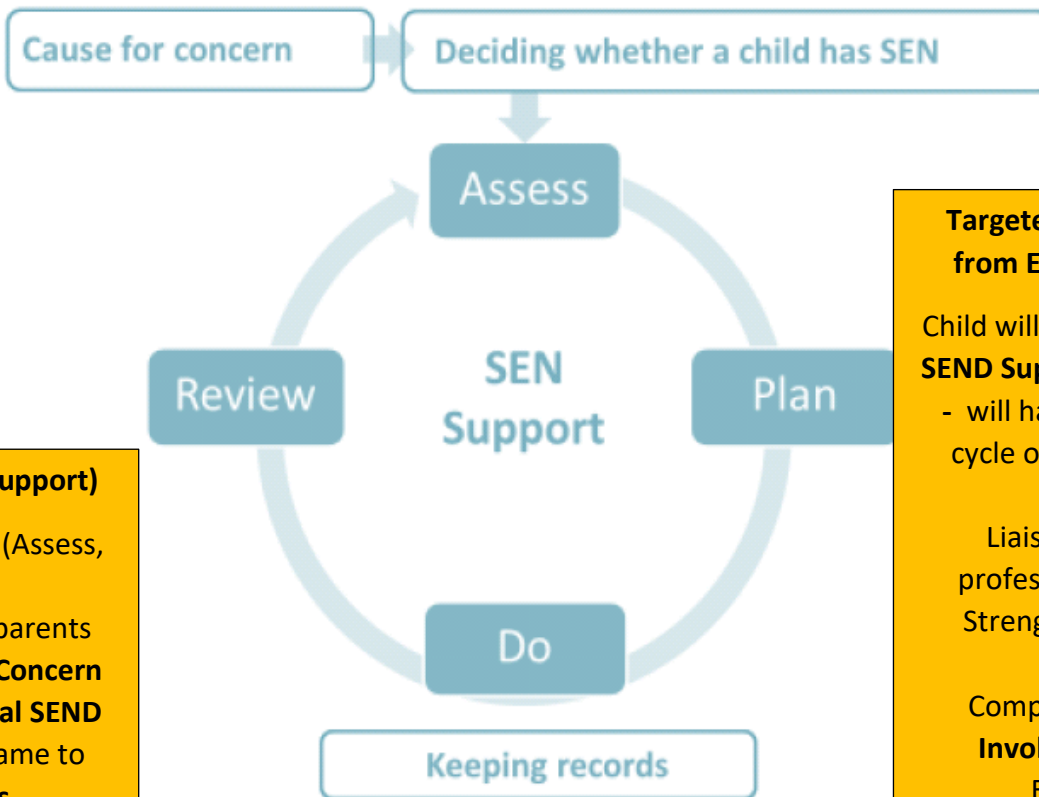 Cause for concern
Deciding whether a child has SEN
Assess
Review
SEN
Support
Plan
Do
Keeping records
upport)
(Assess,
parents
Concern
al SEND
ame to
Targete
from E
Child will
SEND Sup
- will ha
cycle o
Liais
profes
Streng
Comp
Invol